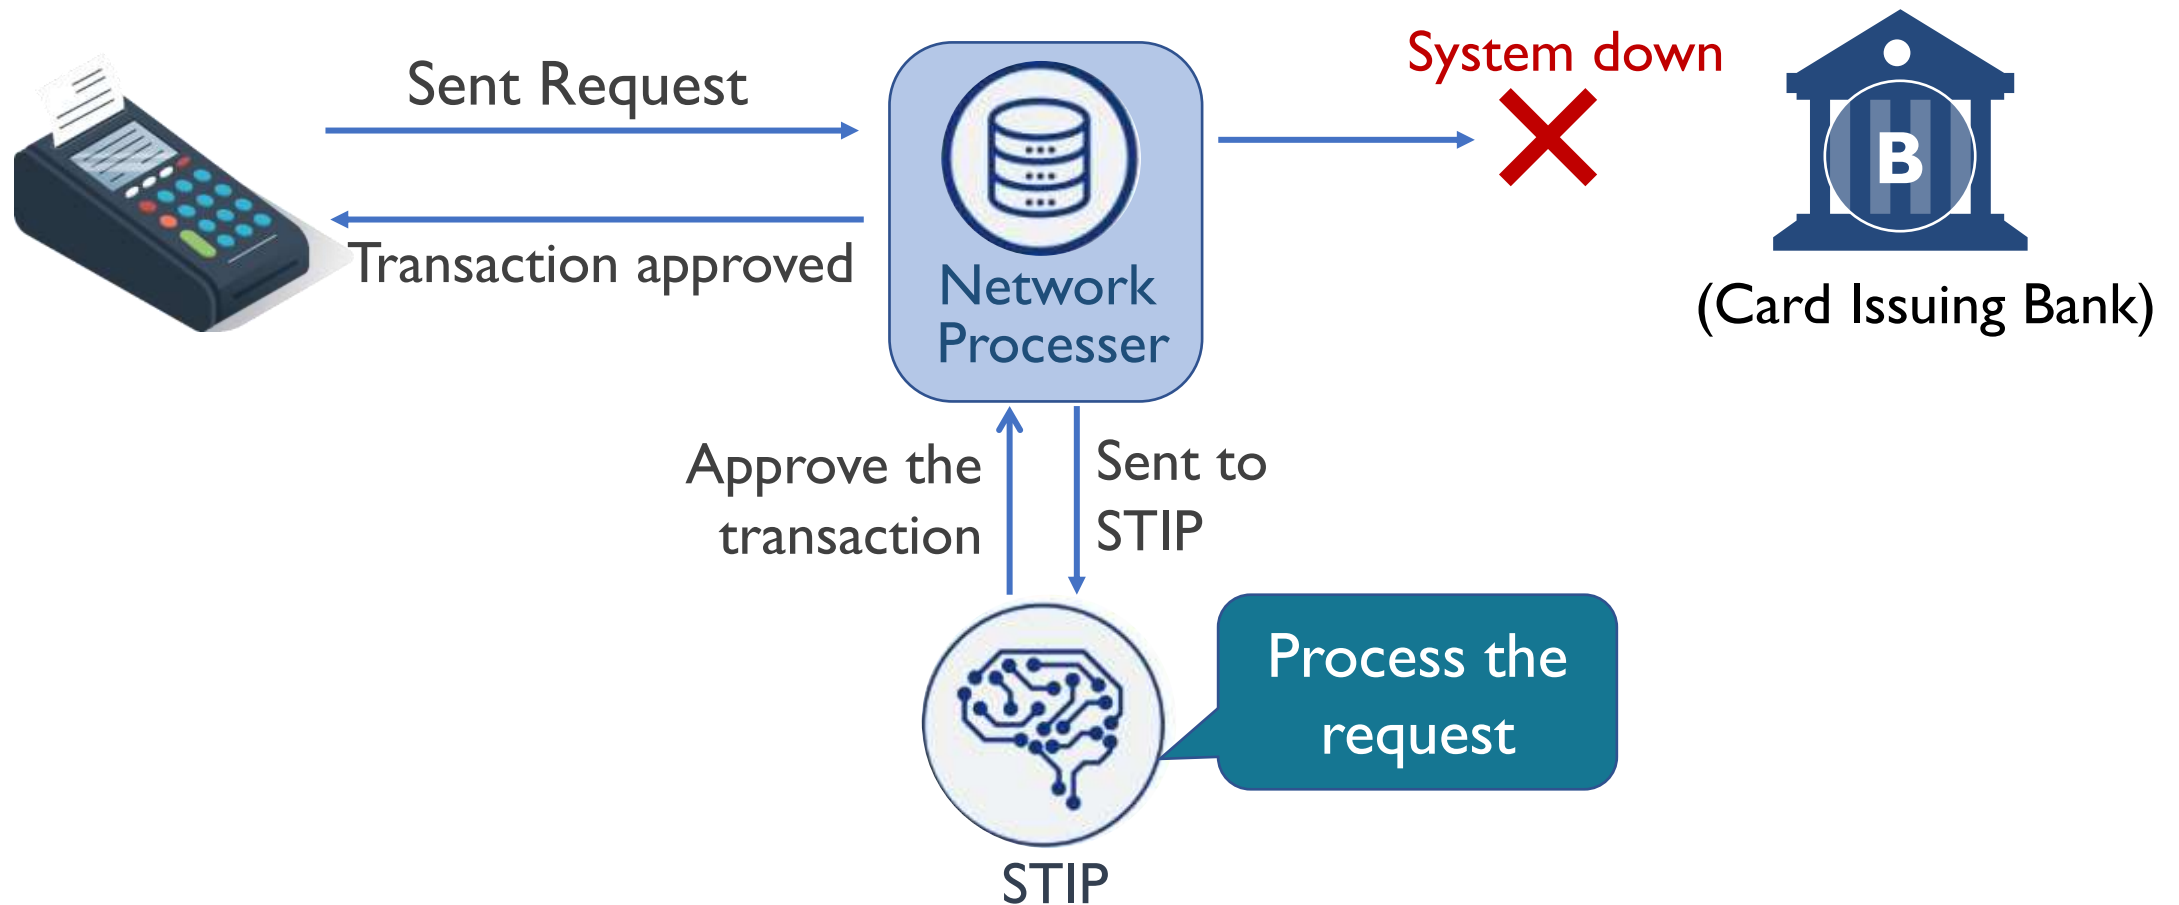 Sent Request
System down
B
Transaction approved
Network
Processer
(Card Issuing Bank)
Approve the
transaction
Sent to
STIP
Process the
request
STIP